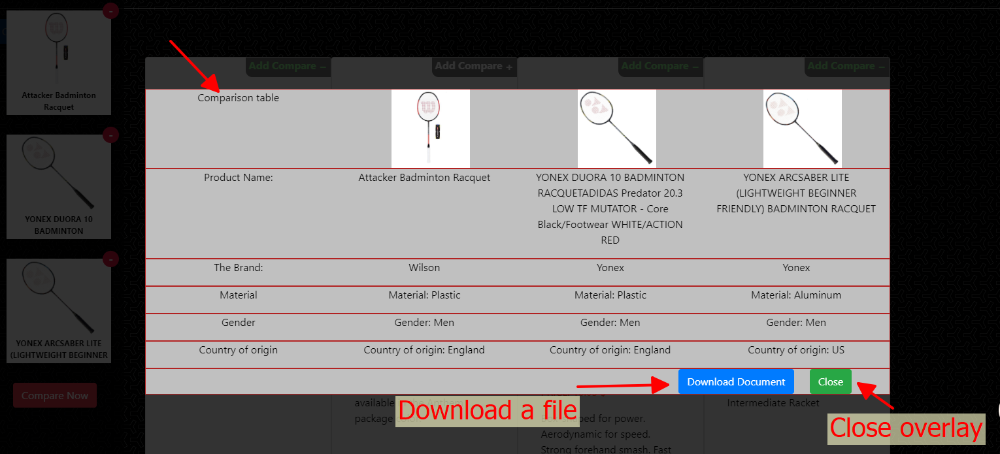 Attacker Badminton
Racquet
YONEX DUORA 10
BADMINTON
YONEX ARCSABER LITE
(LIGHTWEIGHT BEGINNER
Compare Now
Add Compare –
Add Compare +
Add Compare –
Add Compare –
Comparison table
Product Name:
Attacker Badminton Racquet
YONEX DUORA 10 BADMINTON
RACQUETADIDAS Predator 20.3
LOW TF MUTATOR - Core
Black/Footwear WHITE/ACTION
RED
YONEX ARCSABER LITE
(LIGHTWEIGHT BEGINNER
FRIENDLY) BADMINTON RACQUET
The Brand:
Wilson
Yonex
Yonex
Material
Material: Plastic
Material: Plastic
Material: Aluminum
Gender
Gender: Men
Gender: Men
Gender: Men
Country of origin
Country of origin: England
Country of origin: England
Country of origin: US
Download Document
Close
Download a file
Close overlay
available
package
shaped for power.
Aerodynamic for speed.
Strong forehand smash. Fast
Intermediate Racket